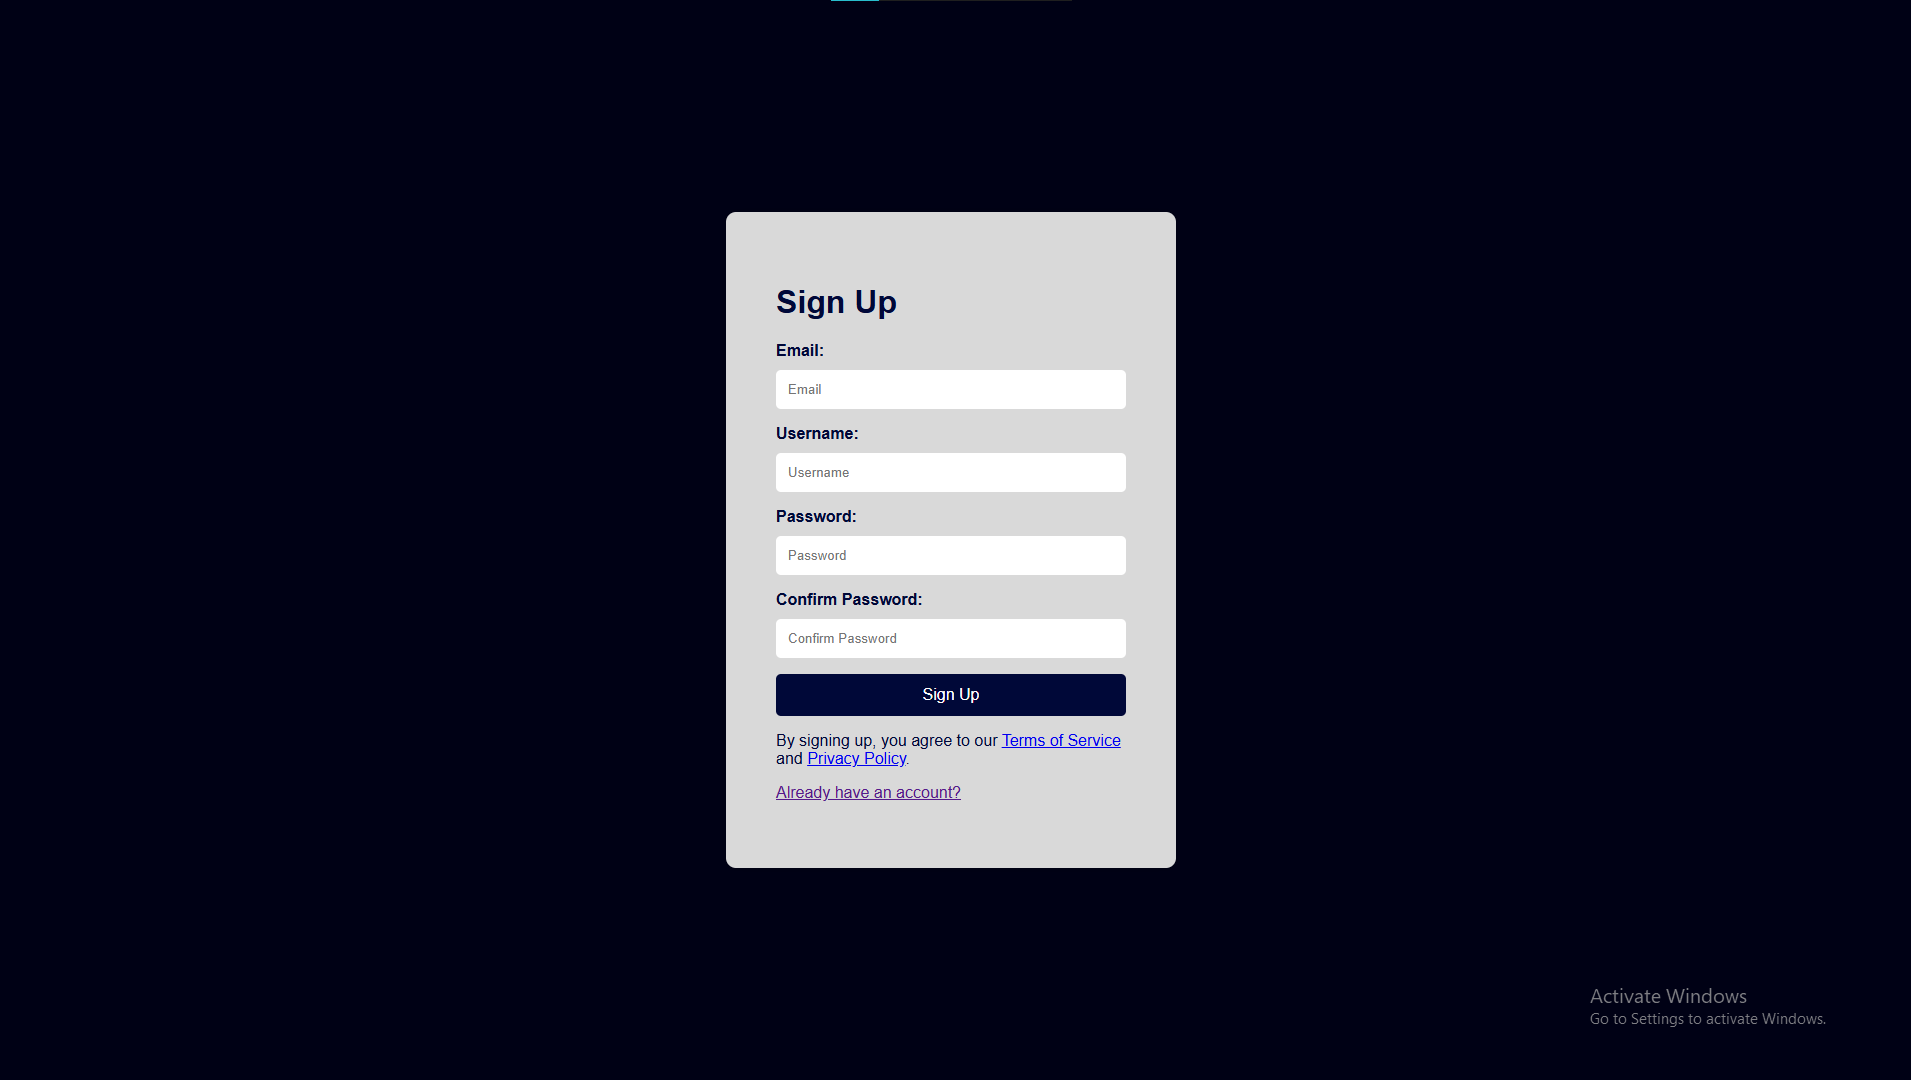 Sign Up
Email:
Email
Username:
Username
Password:
Password
Confirm Password:
Confirm Password
Sign Up
By signing up, you agree to our Terms of Service
and Privacy Policy.
Already have an account?
Activate Windows
Go to Settings to activate Windows.